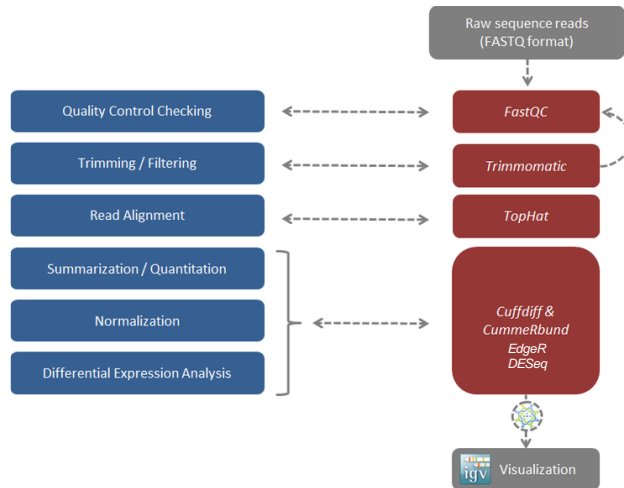 Raw sequence reads
(FASTQ format)
Quality Control Checking
FastQC
Trimming / Filtering
Trimmomatic
Read Alignment
TopHat
Summarization / Quantitation
Normalization
Differential Expression Analysis
Cuffdiff &
CummeRbund
EdgeR
DESeq
igv
Visualization